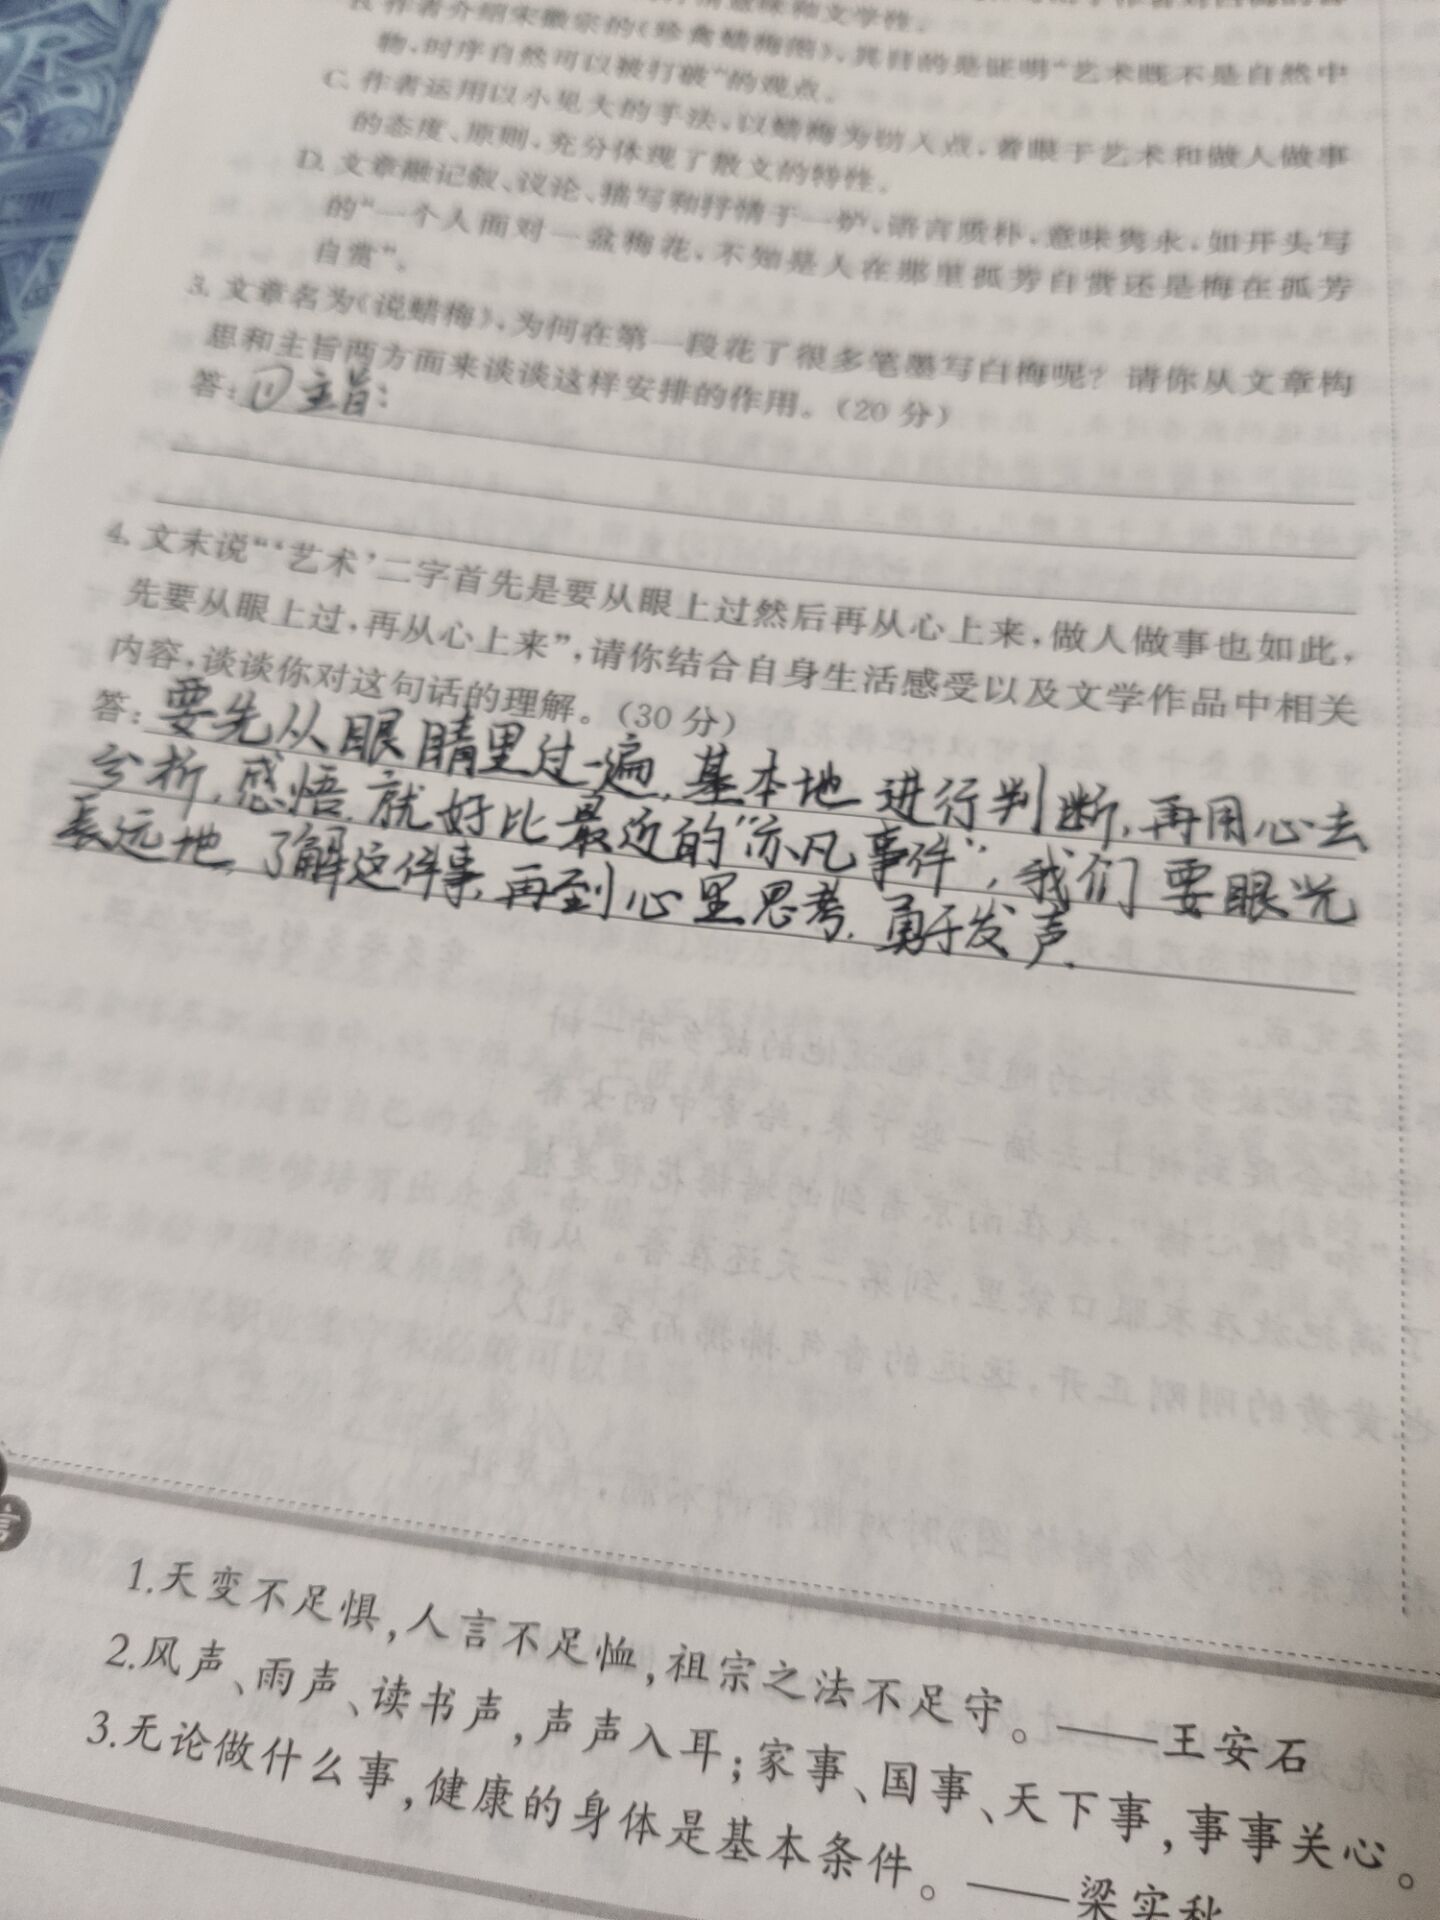 B. 作者介绍宋徽宗的《珍禽蜡梅图》,其目的是证明“艺术既不是自然中
物,时序自然可以被打破”的观点。
C. 作者运用以小见大的手法,以蜡梅为切入点,着眼于艺术和做人做事
的态度、原则,充分体现了散文的特性。
D. 文章融记叙、议论、描写和抒情于一炉,语言质朴,意味隽永,如开头写
的“一个人面对一盆梅花,不知是人在那里孤芳自赏还是梅在孤芳
自赏”。
3. 文章名为《说蜡梅》,为何在第一段花了很多笔墨写白梅呢?请你从文章构
思和主旨两方面来谈谈这样安排的作用。(20分)
答:①主旨:
4. 文末说“‘艺术’二字首先是要从眼上过然后再从心上来,做人做事也如此,
先要从眼上过,再从心上来”,请你结合自身生活感受以及文学作品中相关
内容,谈谈你对这句话的理解。(30分)
答:要先从眼睛里过一遍,基本地进行判断,再用心去
分析,感悟.就好比最近的“亦凡事件”,我们要眼光
长远地,了解这件事,再到心里思考.勇于发声.
言
1.天变不足惧,人言不足恤,祖宗之法不足守。——王安石
2.风声、雨声、读书声,声声入耳;家事、国事、天下事,事事关心。
3.无论做什么事,健康的身体是基本条件。——梁实秋